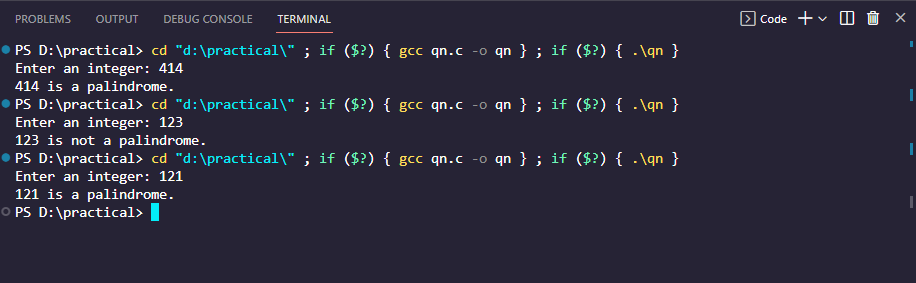 PROBLEMS OUTPUT DEBUG CONSOLE TERMINAL Code
PS D:\practical> cd "d:\practical\" ; if ($?) { gcc qn.c -o qn } ; if ($?) { .\qn }
Enter an integer: 414
414 is a palindrome.
PS D:\practical> cd "d:\practical\" ; if ($?) { gcc qn.c -o qn } ; if ($?) { .\qn }
Enter an integer: 123
123 is not a palindrome.
PS D:\practical> cd "d:\practical\" ; if ($?) { gcc qn.c -o qn } ; if ($?) { .\qn }
Enter an integer: 121
121 is a palindrome.
PS D:\practical>